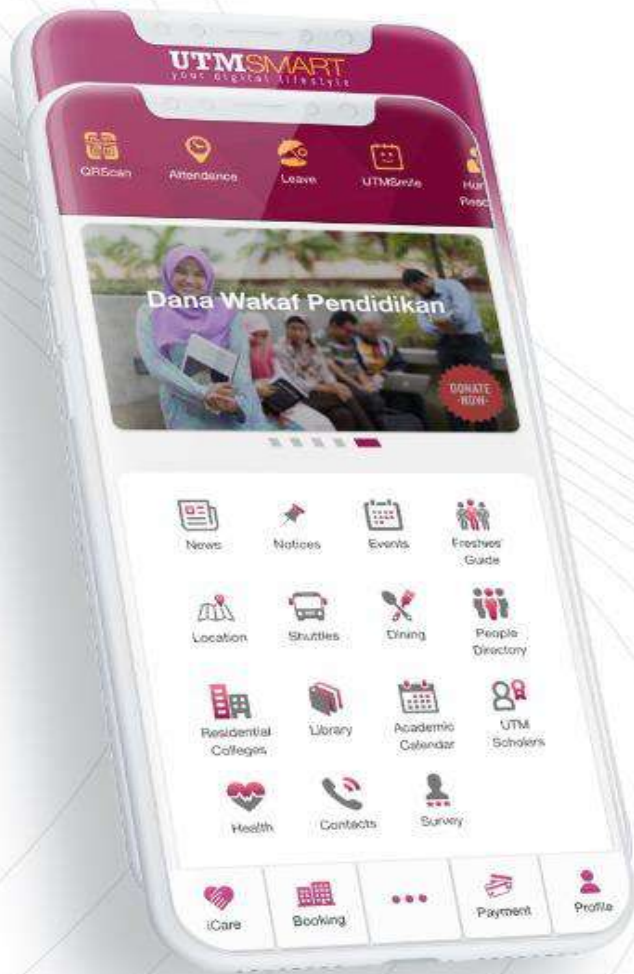 UTMSMART
your digital lifestyle
QRScan
Attendance
Leave
UTMSmile
Dana Wakaf Pendidikan
DONATE
-NOW-
News
Notices
Events
Freshies'
Guide
Location
Shuttles
Dining
People
Directory
Residential
Colleges
Library
Academic
Calendar
UTM
Scholars
Health
Contacts
Survey
iCare
Booking
Payment
Profile